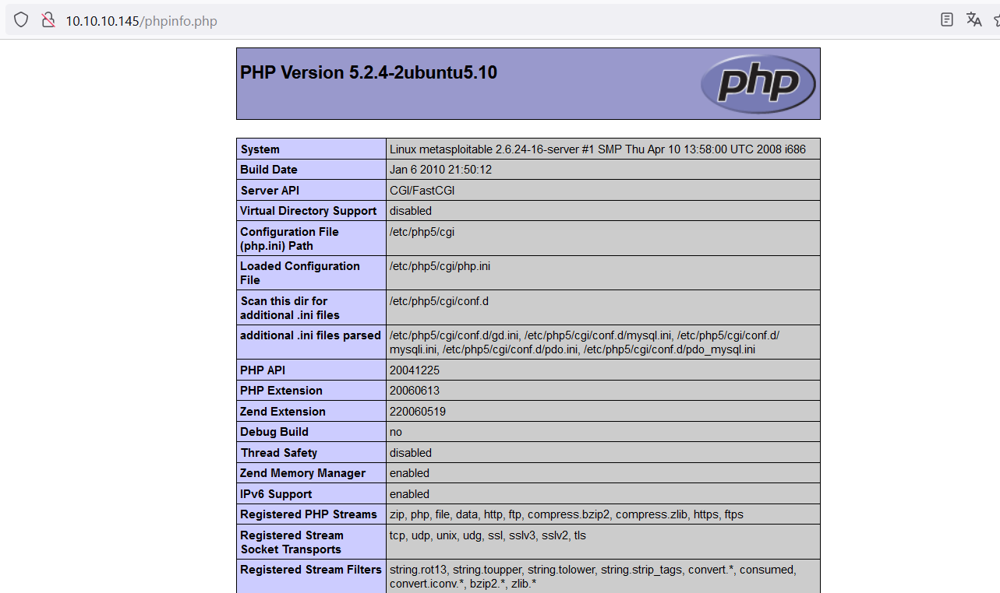 10.10.10.145/phpinfo.php
PHP Version 5.2.4-2ubuntu5.10
php
System Linux metasploitable 2.6.24-16-server #1 SMP Thu Apr 10 13:58:00 UTC 2008 i686
Build Date Jan 6 2010 21:50:12
Server API CGI/FastCGI
Virtual Directory Support disabled
Configuration File /etc/php5/cgi
(php.ini) Path
Loaded Configuration /etc/php5/cgi/php.ini
File
Scan this dir for /etc/php5/cgi/conf.d
additional .ini files
additional .ini files parsed /etc/php5/cgi/conf.d/gd.ini, /etc/php5/cgi/conf.d/mysql.ini, /etc/php5/cgi/conf.d/
mysqli.ini, /etc/php5/cgi/conf.d/pdo.ini, /etc/php5/cgi/conf.d/pdo_mysql.ini
PHP API 20041225
PHP Extension 20060613
Zend Extension 220060519
Debug Build no
Thread Safety disabled
Zend Memory Manager enabled
IPv6 Support enabled
Registered PHP Streams zip, php, file, data, http, ftp, compress.bzip2, compress.zlib, https, ftps
Registered Stream tcp, udp, unix, udg, ssl, sslv3, sslv2, tls
Socket Transports
Registered Stream Filters string.rot13, string.toupper, string.tolower, string.strip_tags, convert.*, consumed,
convert.iconv.*, bzip2.*, zlib.*